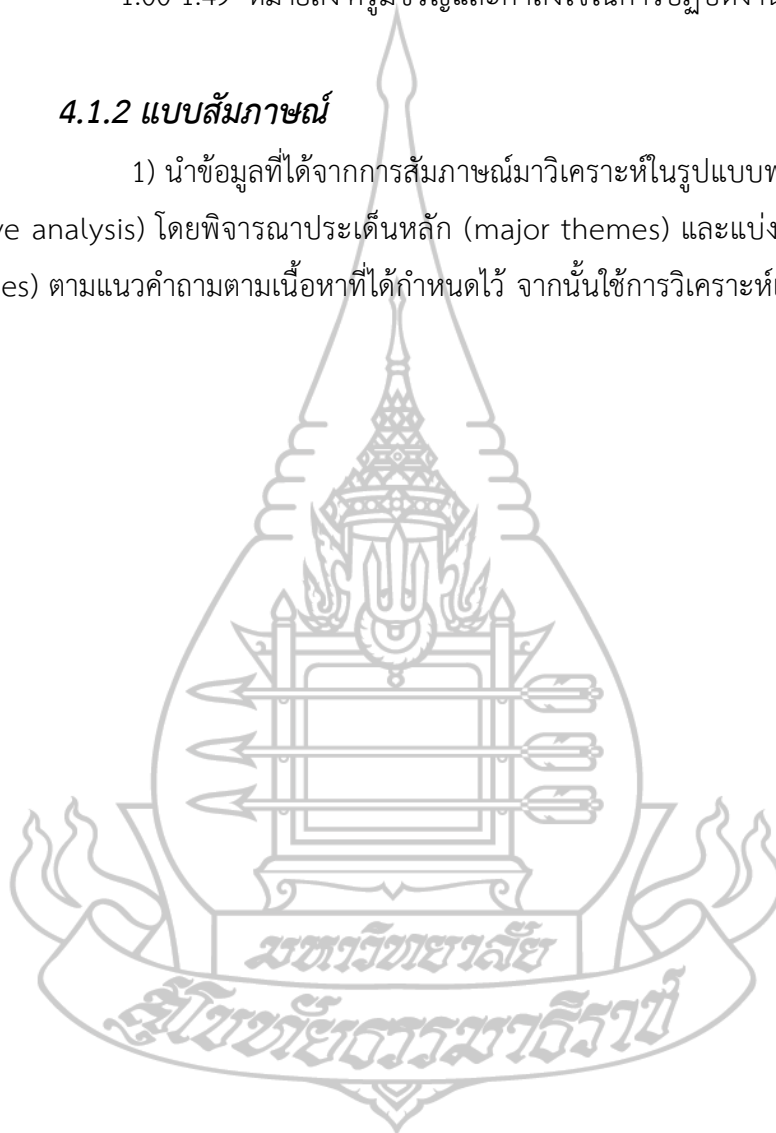 4.1.2 แบบสัมภาษณ์
1) นำข้อมูลที่ได้จากการสัมภาษณ์มาวิเคราะห์ในรูปแบบ
analysis) โดยพิจารณาประเด็นหลัก (major themes) และแบ่ง
ตามแนวคำถามตามเนื้อหาที่ได้กำหนดไว้ จากนั้นใช้การวิเคราะห์
มหาวิทยาลัย
สุโขทัยธรรมาธิราช